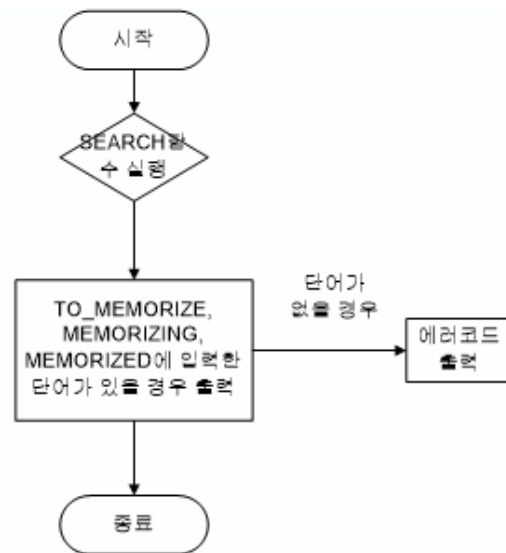 시작
SEARCH함
수 실행
TO_MEMORIZE,
MEMORIZING,
MEMORIZED에 입력한
단어가 있을 경우 출력
단어가
없을 경우
에러코드
출력
종료